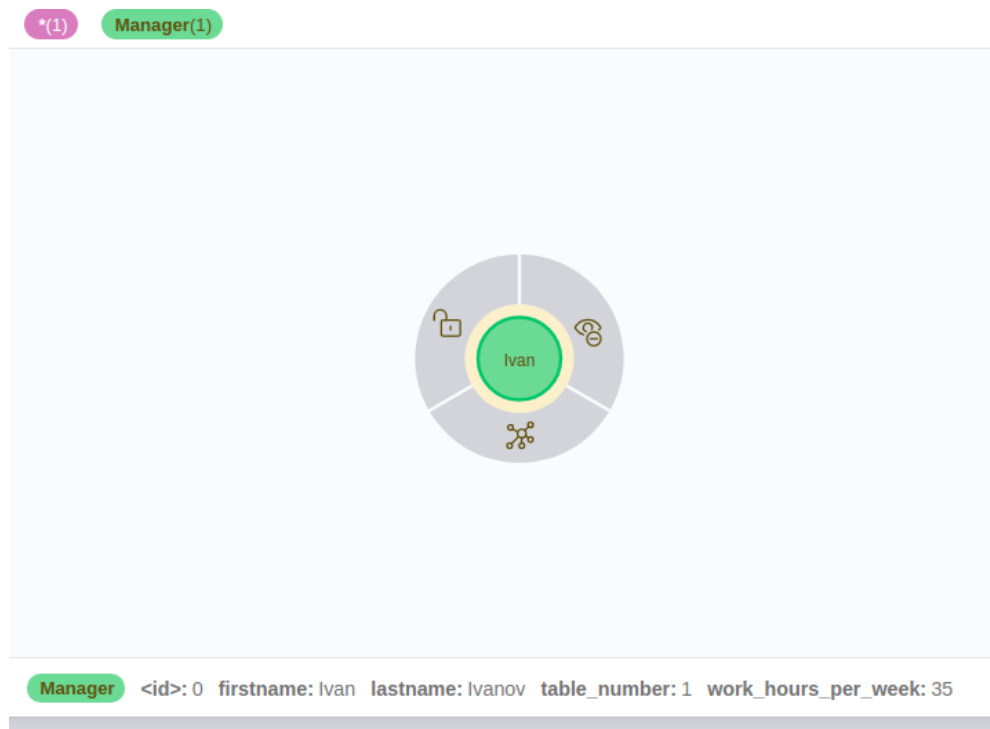 *(1) Manager(1)
Ivan
Manager <id>: 0 firstname: Ivan lastname: Ivanov table_number: 1 work_hours_per_week: 35